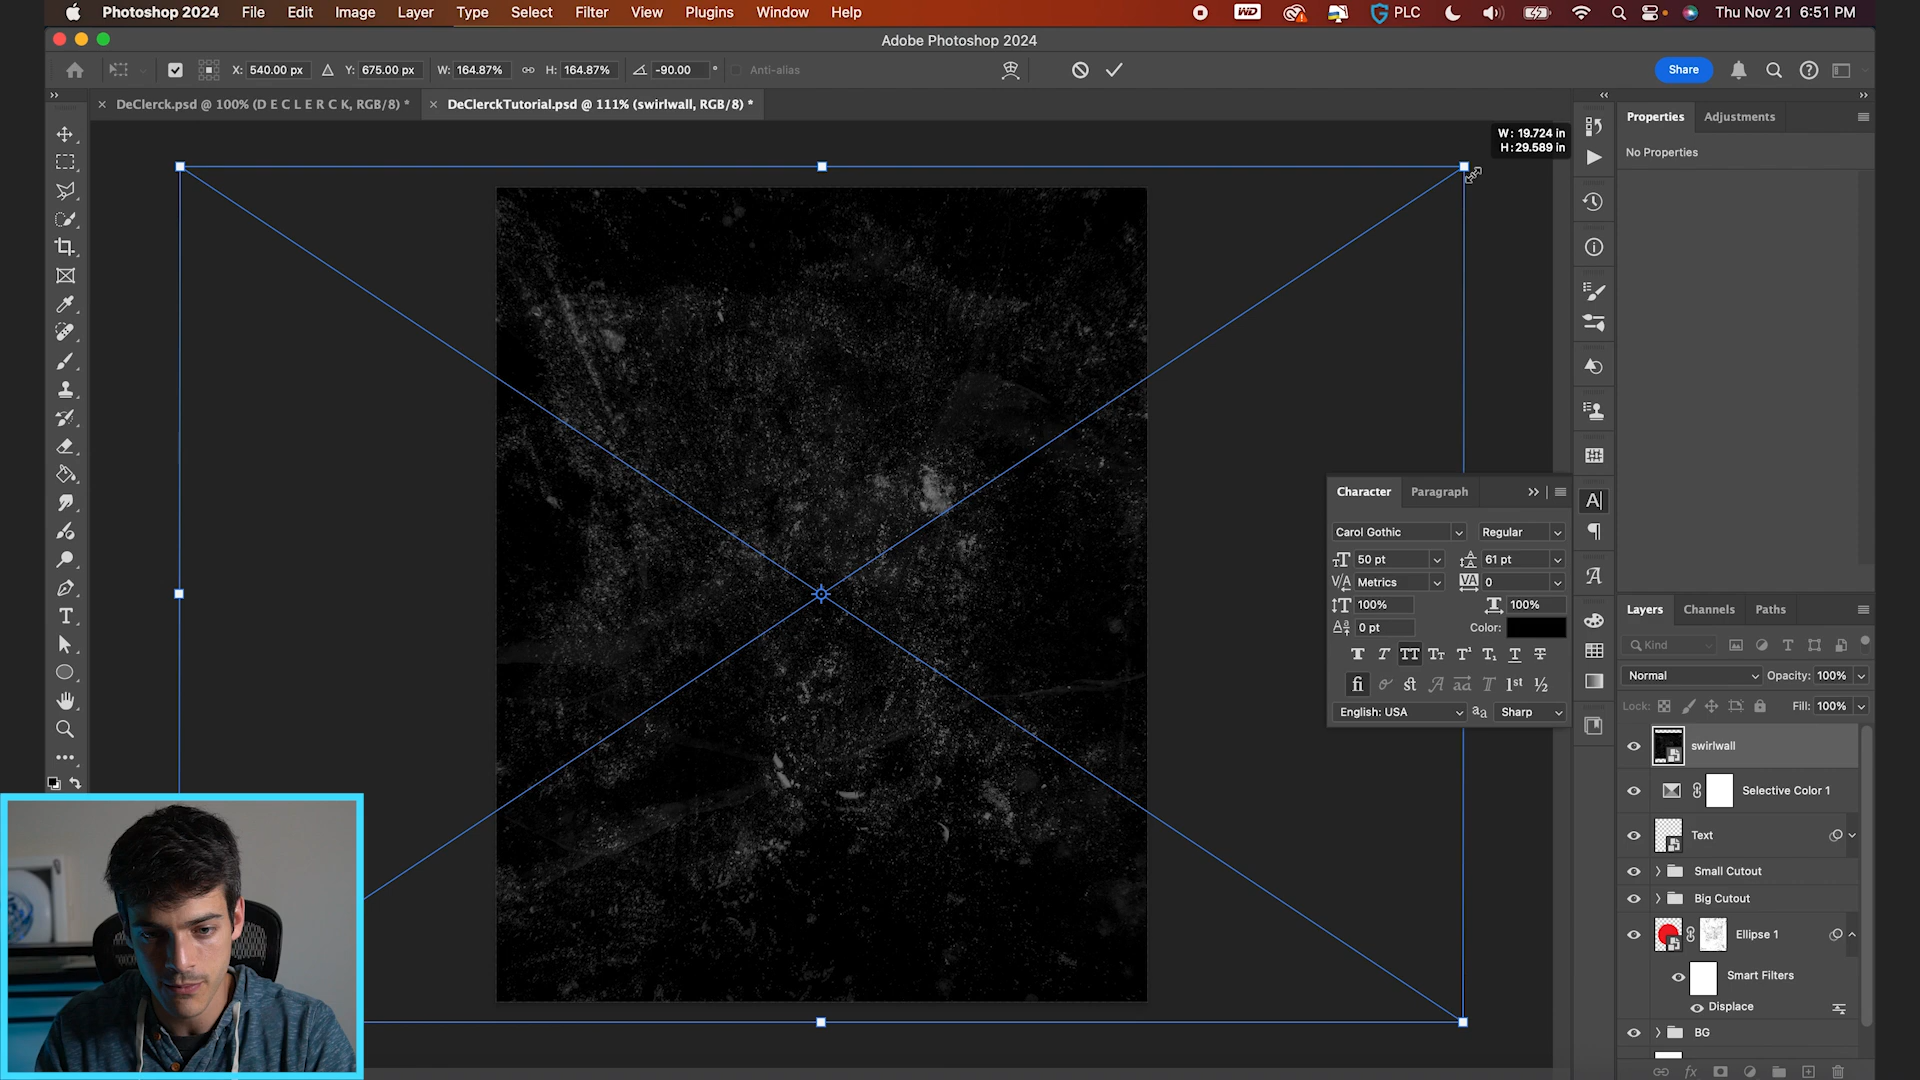 Photoshop 2024 File Edit Image Layer Type Select Filter View Plugins Window Help WD PLC Thu Nov 21 6:51 PM
Adobe Photoshop 2024
X: 540.00 px Y: 675.00 px W: 164.87% H: 164.87% -90.00 ° Anti-alias Share
DeClerck.psd @ 100% (D E C L E R C K, RGB/8) * DeClerckTutorial.psd @ 111% (swirlwall, RGB/8) *
Properties Adjustments
W: 19.724 in
H: 29.589 in
No Properties
Character Paragraph
Carol Gothic Regular
50 pt 61 pt
Metrics 0
100% 100%
0 pt Color:
English: USA Sharp
Layers Channels Paths
Kind
Normal Opacity: 100%
Lock: Fill: 100%
swirlwall
Selective Color 1
Text
Small Cutout
Big Cutout
Ellipse 1
Smart Filters
Displace
BG